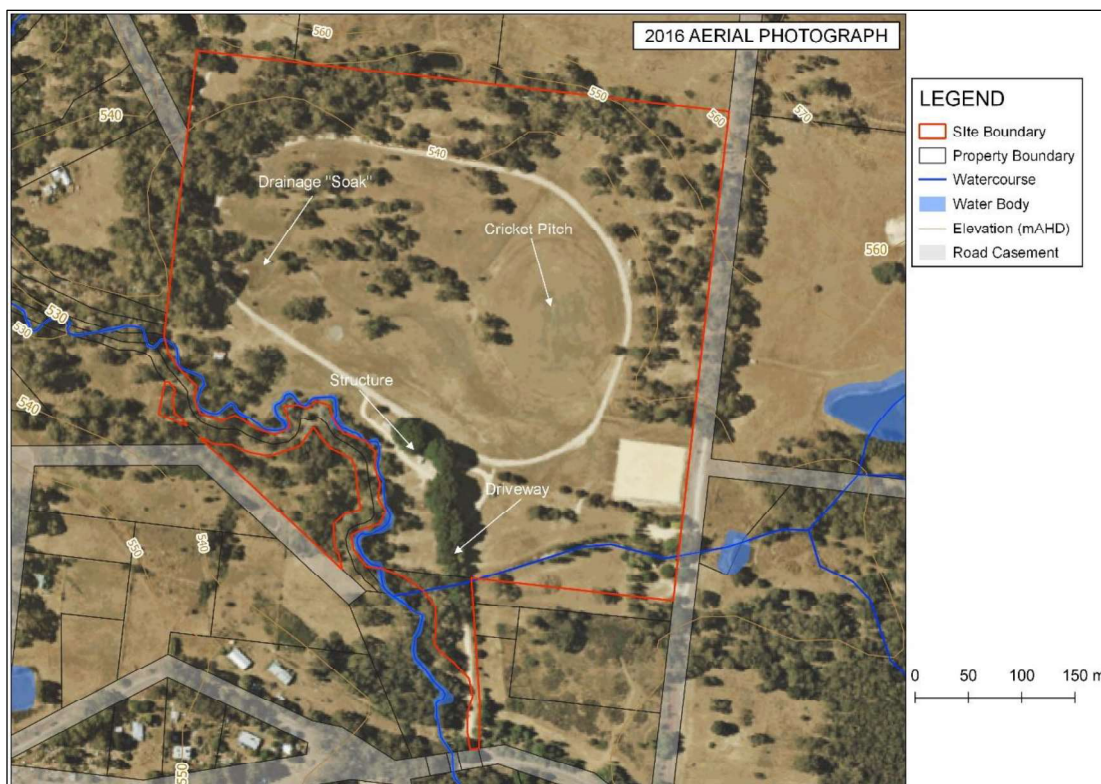 2016 AERIAL PHOTOGRAPH
560
550
560
570
540
540
Drainage "Soak"
Cricket Pitch
560
530
530
Structure
540
Driveway
550
540
550
LEGEND
SIte Boundary
Property Boundary
Watercourse
Water Body
Elevation (mAHD)
Road Casement
0 50 100 150 m